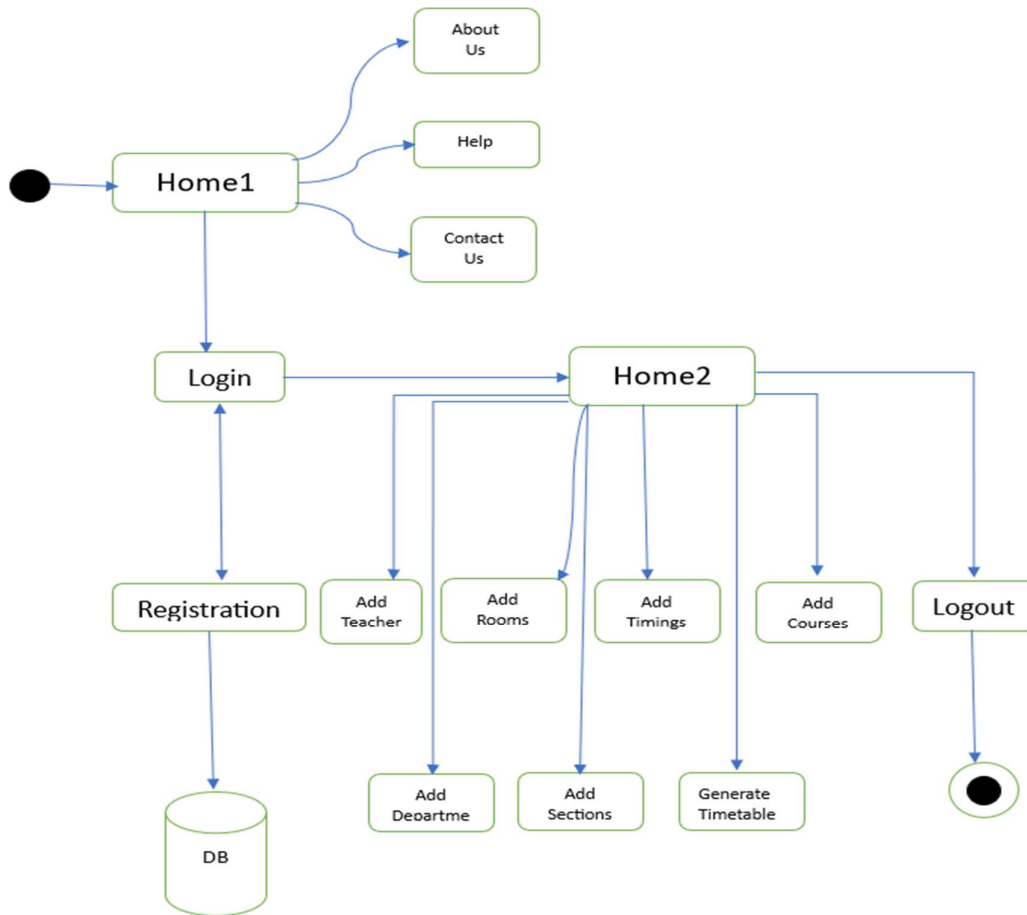 About
Us
Help
Home1
Contact
Us
Login
Home2
Registration
Add
Teacher
Add
Rooms
Add
Timings
Add
Courses
Logout
Add
Departme
Add
Sections
Generate
Timetable
DB